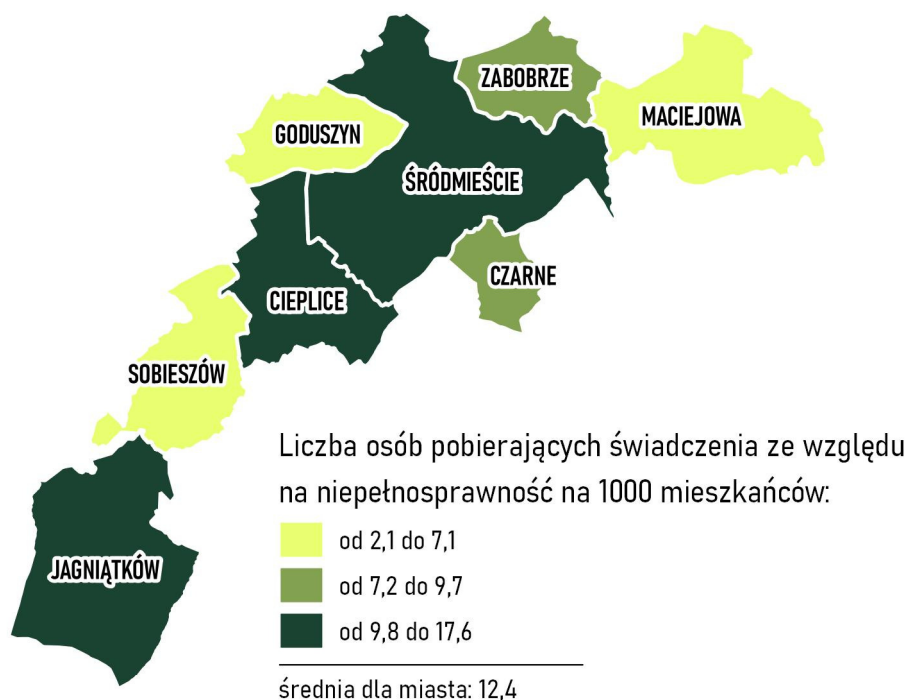 ZABOBRZE
MACIEJOWA
GODUSZYN
ŚRÓDMIEŚCIE
CZARNE
CIEPLICE
SOBIESZÓW
JAGNIĄTKÓW
Liczba osób pobierających świadczenia ze względu
na niepełnosprawność na 1000 mieszkańców:
od 2,1 do 7,1
od 7,2 do 9,7
od 9,8 do 17,6
średnia dla miasta: 12,4